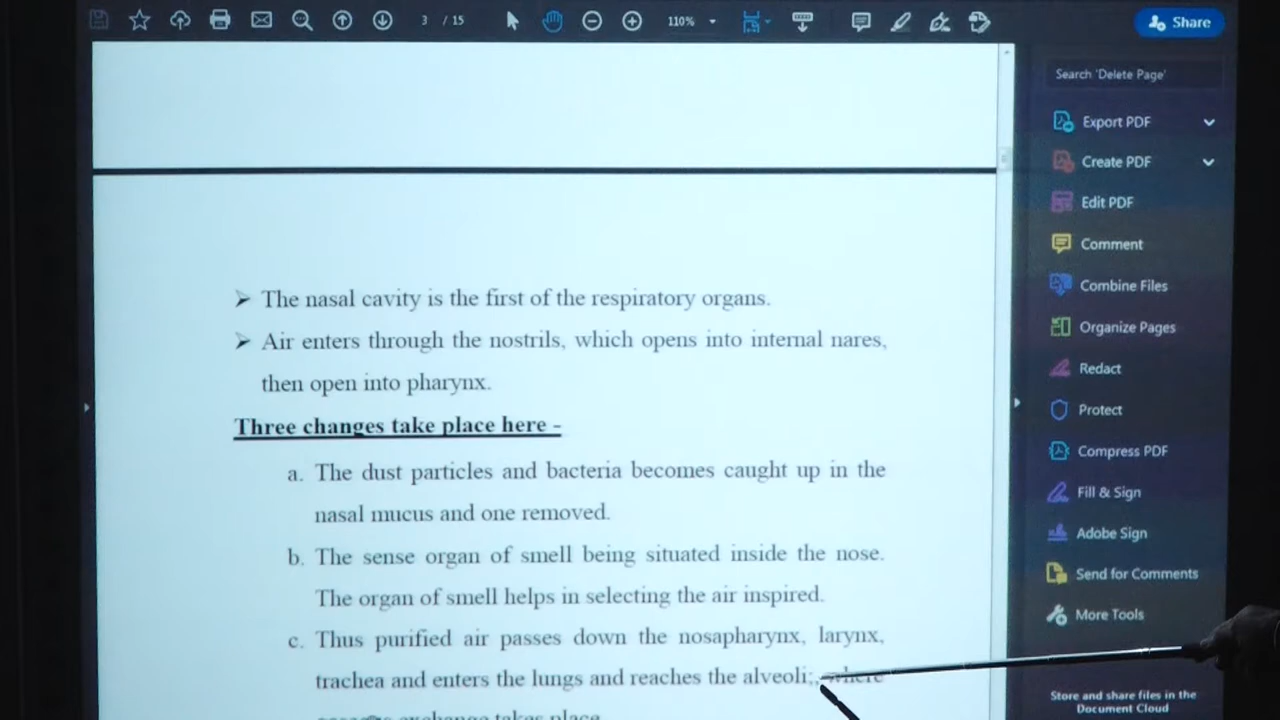 3 / 15
110%
Share
Search 'Delete Page'
Export PDF
Create PDF
Edit PDF
Comment
Combine Files
Organize Pages
Redact
Protect
Compress PDF
Fill & Sign
Adobe Sign
Send for Comments
More Tools
Store and share files in the
Document Cloud
➢ The nasal cavity is the first of the respiratory organs.
➢ Air enters through the nostrils, which opens into internal nares,
then open into pharynx.
Three changes take place here -
a. The dust particles and bacteria becomes caught up in the
nasal mucus and one removed.
b. The sense organ of smell being situated inside the nose.
The organ of smell helps in selecting the air inspired.
c. Thus purified air passes down the nosapharynx, larynx,
trachea and enters the lungs and reaches the alveoli;, where
exchange takes place